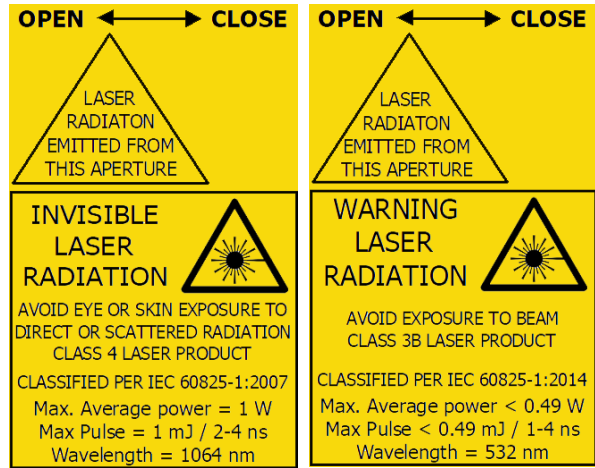 OPEN CLOSE
LASER
RADIATON
EMITTED FROM
THIS APERTURE
INVISIBLE
LASER
RADIATION
AVOID EYE OR SKIN EXPOSURE TO
DIRECT OR SCATTERED RADIATION
CLASS 4 LASER PRODUCT
CLASSIFIED PER IEC 60825-1:2007
Max. Average power = 1 W
Max Pulse = 1 mJ / 2-4 ns
Wavelength = 1064 nm
OPEN CLOSE
LASER
RADIATON
EMITTED FROM
THIS APERTURE
WARNING
LASER
RADIATION
AVOID EXPOSURE TO BEAM
CLASS 3B LASER PRODUCT
CLASSIFIED PER IEC 60825-1:2014
Max. Average power < 0.49 W
Max Pulse < 0.49 mJ / 1-4 ns
Wavelength = 532 nm